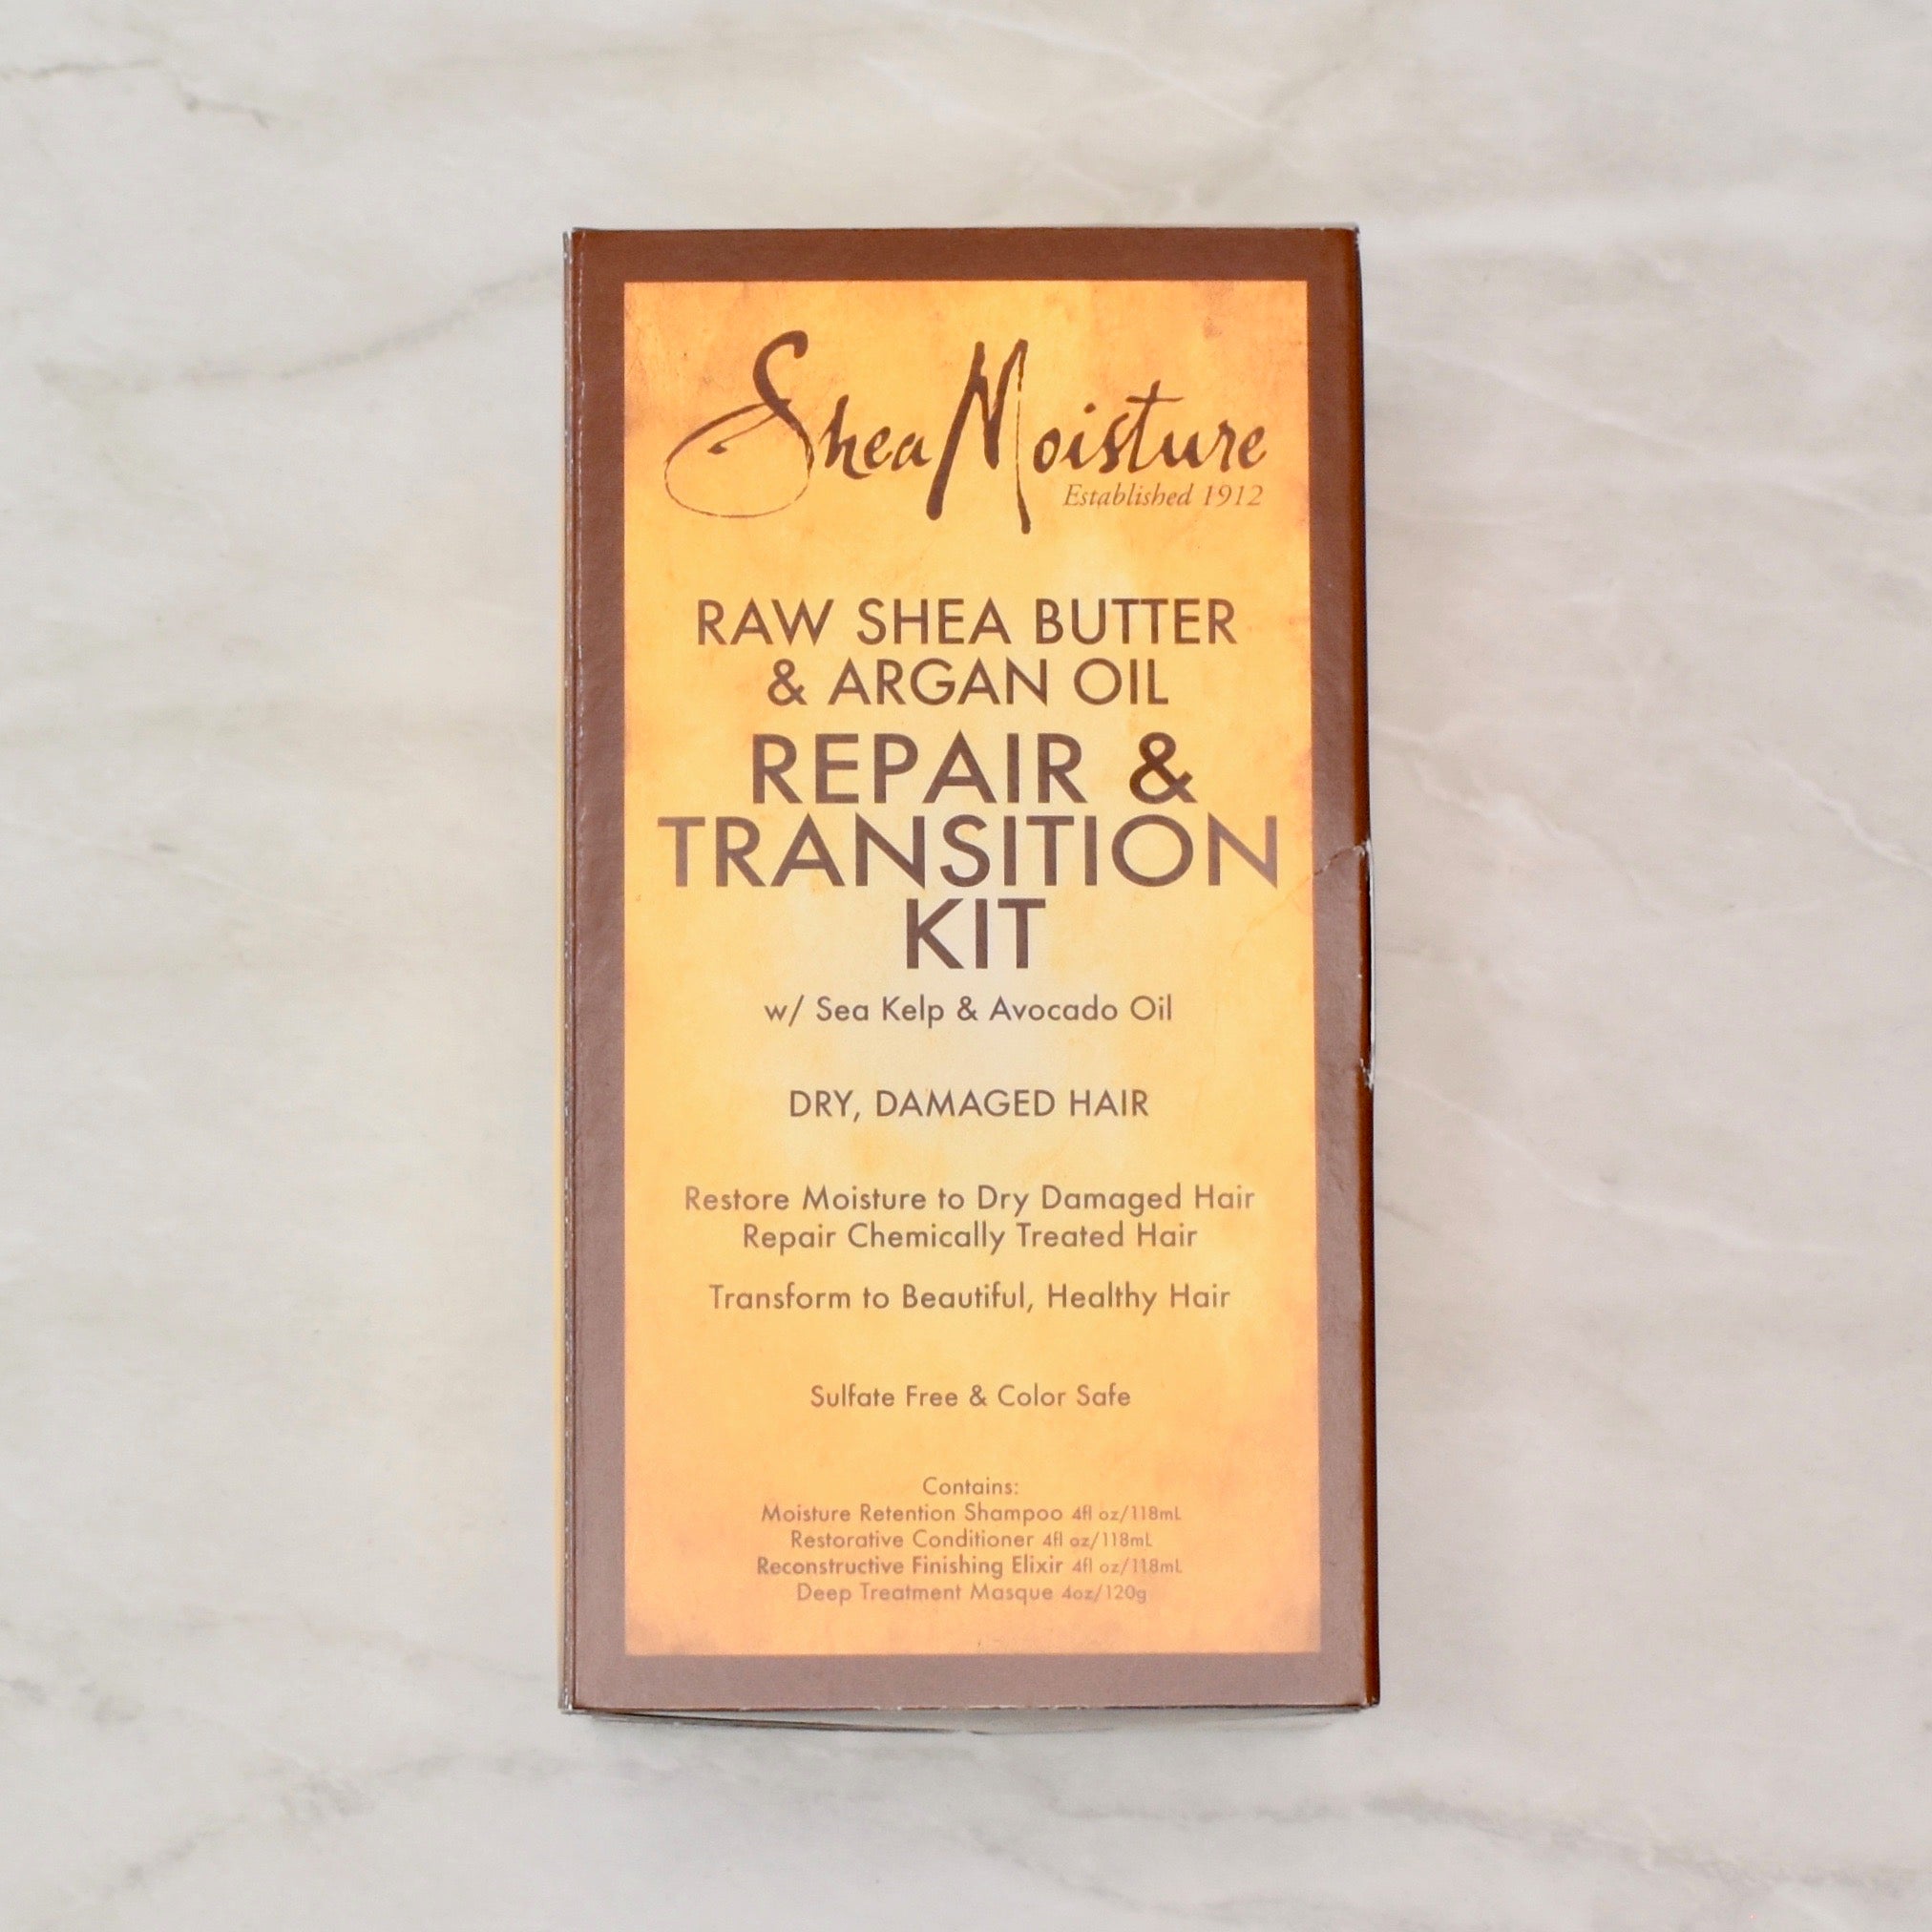 SheaMoisture
Established 1912
RAW SHEA BUTTER
& ARGAN OIL
REPAIR &
TRANSITION
KIT
w/ Sea Kelp & Avocado Oil
DRY, DAMAGED HAIR
Restore Moisture to Dry Damaged Hair
Repair Chemically Treated Hair
Transform to Beautiful, Healthy Hair
Sulfate Free & Color Safe
Contains:
Moisture Retention Shampoo 4fl oz/118mL
Restorative Conditioner 4fl oz/118mL
Reconstructive Finishing Elixir 4fl oz/118mL
Deep Treatment Masque 4oz/120g